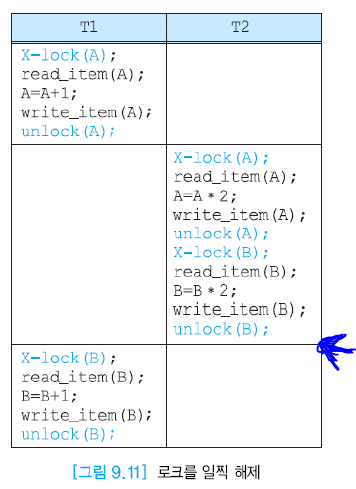 T1 T2
X-lock(A);
read_item(A);
A=A+1;
write_item(A);
unlock(A);
X-lock(A);
read_item(A);
A=A*2;
write_item(A);
unlock(A);
X-lock(B);
read_item(B);
B=B*2;
write_item(B);
unlock(B);
X-lock(B);
read_item(B);
B=B+1;
write_item(B);
unlock(B);
[그림 9.11] 로크를 일찍 해제